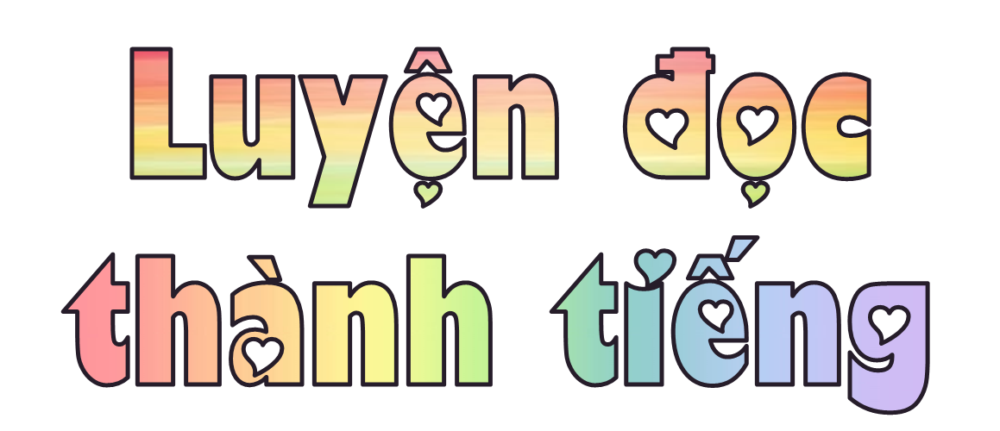 Luyện đọc
thành tiếng